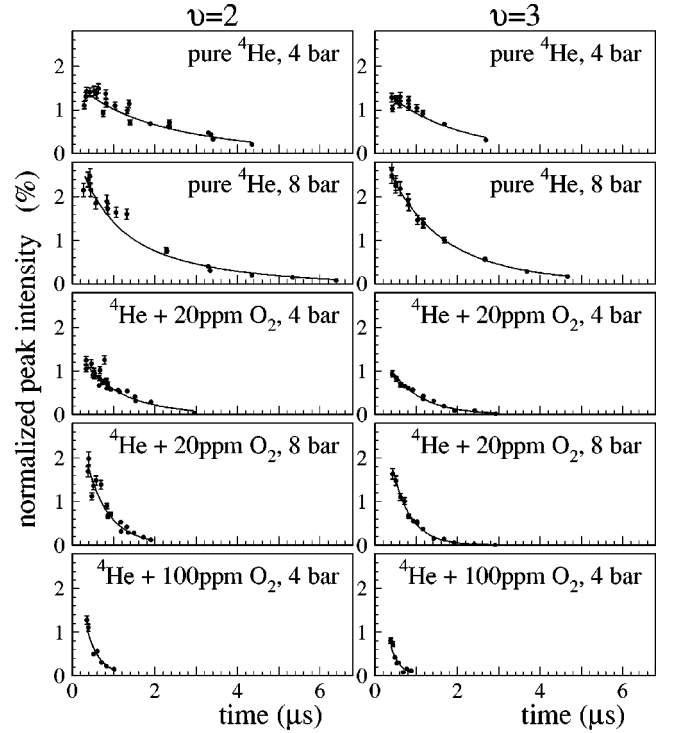 υ=2 υ=3
normalized peak intensity (%)
pure ⁴He, 4 bar pure ⁴He, 4 bar
2
1
0
pure ⁴He, 8 bar pure ⁴He, 8 bar
2
1
0
⁴He + 20ppm O₂, 4 bar ⁴He + 20ppm O₂, 4 bar
2
1
0
⁴He + 20ppm O₂, 8 bar ⁴He + 20ppm O₂, 8 bar
2
1
0
⁴He + 100ppm O₂, 4 bar ⁴He + 100ppm O₂, 4 bar
2
1
0
0 2 4 6 0 2 4 6
time (μs) time (μs)